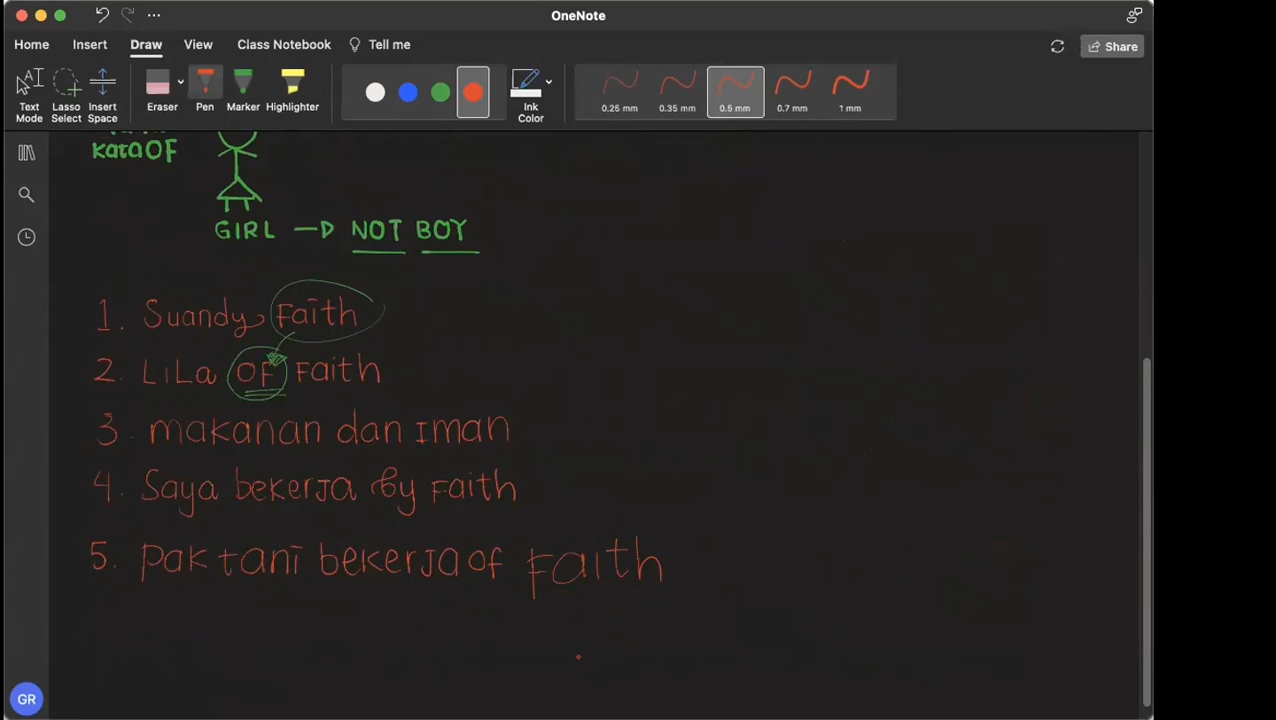 OneNote
Home Insert Draw View Class Notebook Tell me
Share
Text Mode
Lasso Select
Insert Space
Eraser
Pen
Marker
Highlighter
Ink Color
0.25 mm
0.35 mm
0.5 mm
0.7 mm
1 mm
kata OF
GIRL → NOT BOY
1. Suandy Faith
2. LiLa OF Faith
3. makanan dan Iman
4. Saya bekerja by Faith
5. pak tani bekerja of Faith
GR